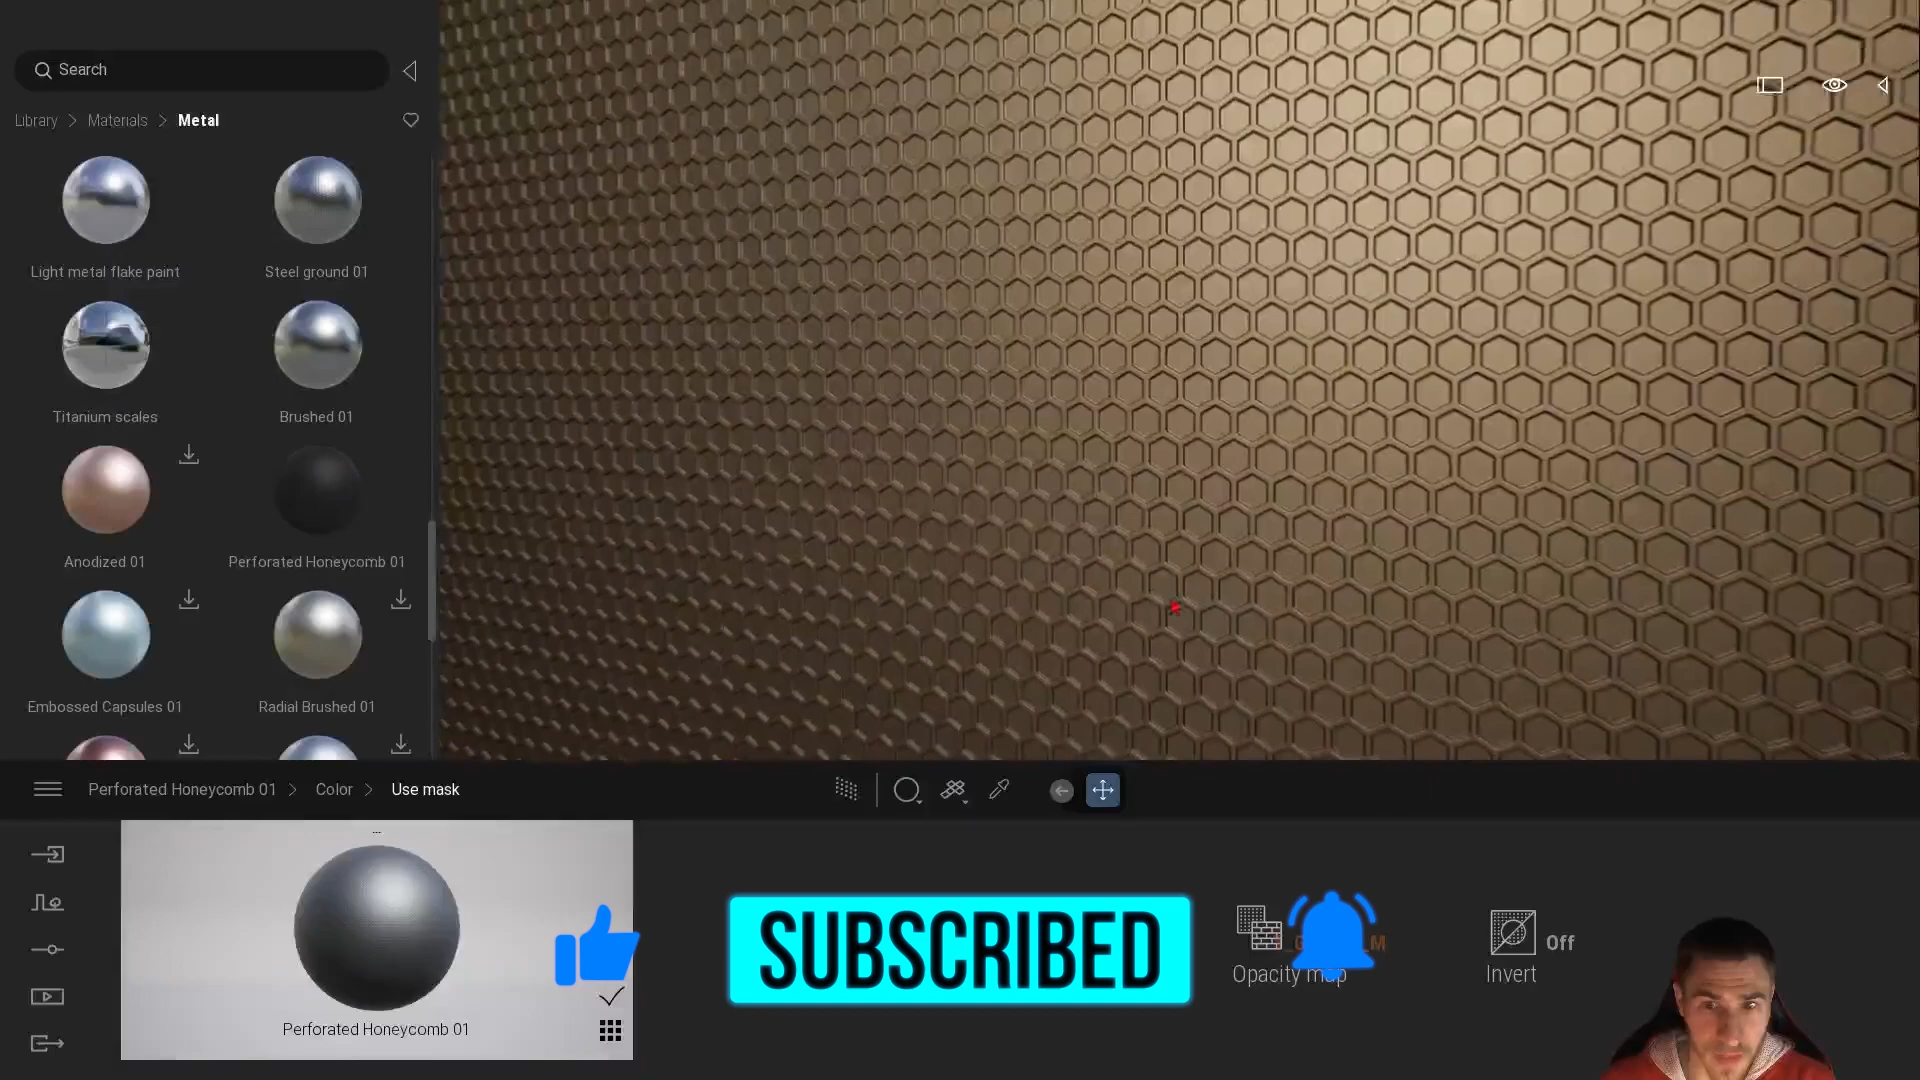 Search
Library
Materials
Metal
Light metal flake paint
Steel ground 01
Titanium scales
Brushed 01
Anodized 01
Perforated Honeycomb 01
Embossed Capsules 01
Radial Brushed 01
Perforated Honeycomb 01
Color
Use mask
...
Perforated Honeycomb 01
SUBSCRIBED
Opacity map
Off
Invert